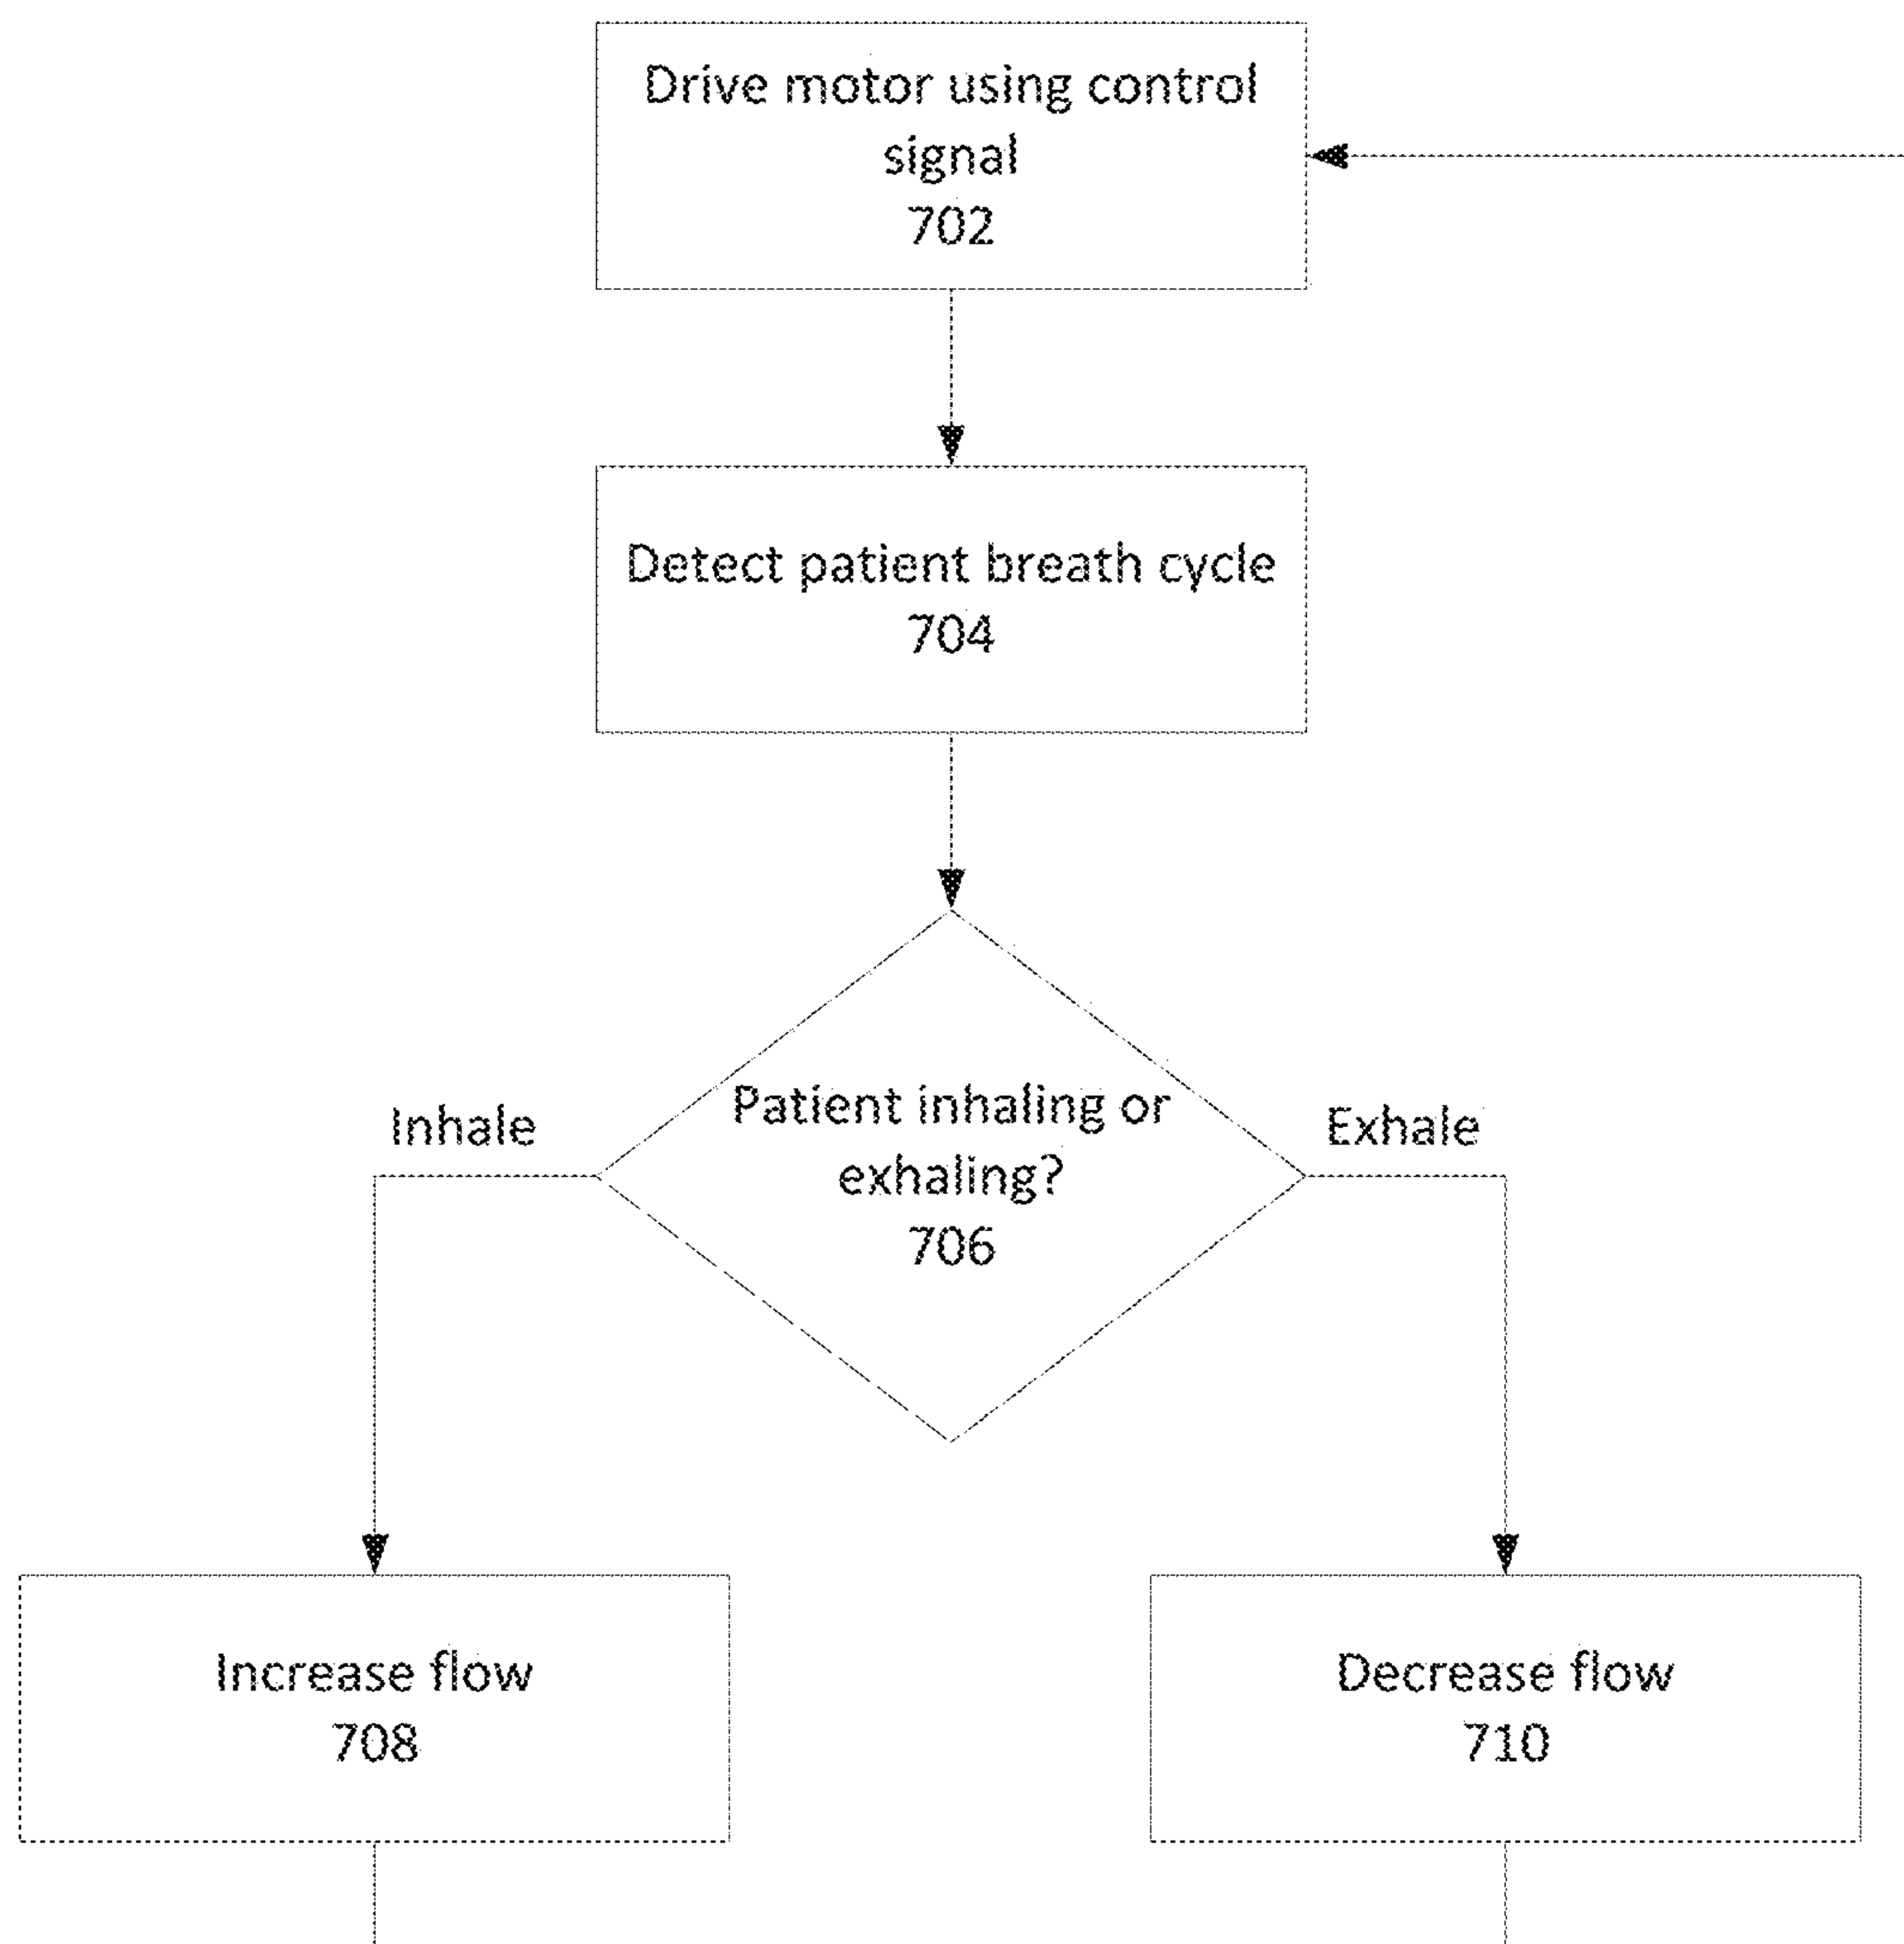 Drive motor using control
signal
702
Detect patient breath cycle
704
Patient inhaling or
exhaling?
706
Inhale
Exhale
Increase flow
708
Decrease flow
710